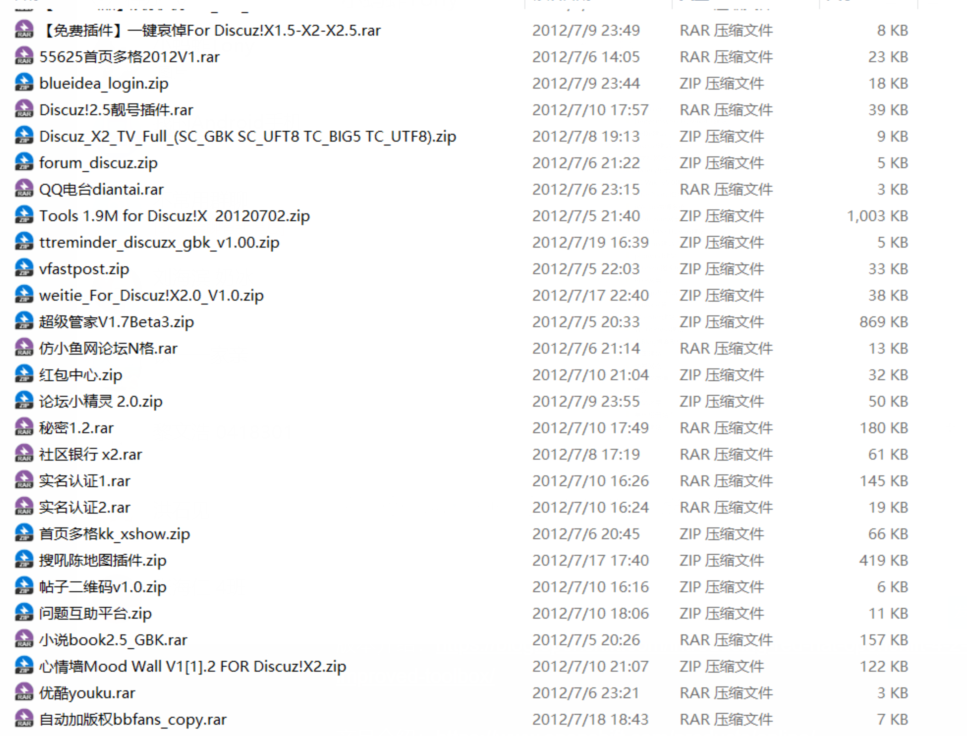 【免费插件】一键哀悼For Discuz!X1.5-X2-X2.5.rar 2012/7/9 23:49 RAR 压缩文件 8 KB
55625首页多格2012V1.rar 2012/7/6 14:05 RAR 压缩文件 23 KB
blueidea_login.zip 2012/7/9 23:44 ZIP 压缩文件 18 KB
Discuz!2.5靓号插件.rar 2012/7/10 17:57 RAR 压缩文件 39 KB
Discuz_X2_TV_Full_(SC_GBK SC_UFT8 TC_BIG5 TC_UTF8).zip 2012/7/8 19:13 ZIP 压缩文件 9 KB
forum_discuz.zip 2012/7/6 21:22 ZIP 压缩文件 5 KB
QQ电台diantai.rar 2012/7/6 23:15 RAR 压缩文件 3 KB
Tools 1.9M for Discuz!X 20120702.zip 2012/7/5 21:40 ZIP 压缩文件 1,003 KB
ttreminder_discuzx_gbk_v1.00.zip 2012/7/19 16:39 ZIP 压缩文件 5 KB
vfastpost.zip 2012/7/5 22:03 ZIP 压缩文件 33 KB
weitie_For_Discuz!X2.0_V1.0.zip 2012/7/17 22:40 ZIP 压缩文件 38 KB
超级管家V1.7Beta3.zip 2012/7/5 20:33 ZIP 压缩文件 869 KB
仿小鱼网论坛N格.rar 2012/7/6 21:14 RAR 压缩文件 13 KB
红包中心.zip 2012/7/10 21:04 ZIP 压缩文件 32 KB
论坛小精灵 2.0.zip 2012/7/9 23:55 ZIP 压缩文件 50 KB
秘密1.2.rar 2012/7/10 17:49 RAR 压缩文件 180 KB
社区银行 x2.rar 2012/7/8 17:19 RAR 压缩文件 61 KB
实名认证1.rar 2012/7/10 16:26 RAR 压缩文件 145 KB
实名认证2.rar 2012/7/10 16:24 RAR 压缩文件 19 KB
首页多格kk_xshow.zip 2012/7/6 20:45 ZIP 压缩文件 66 KB
搜吼陈地图插件.zip 2012/7/17 17:40 ZIP 压缩文件 419 KB
帖子二维码v1.0.zip 2012/7/10 16:16 ZIP 压缩文件 6 KB
问题互助平台.zip 2012/7/10 18:06 ZIP 压缩文件 11 KB
小说book2.5_GBK.rar 2012/7/5 20:26 RAR 压缩文件 157 KB
心情墙Mood Wall V1[1].2 FOR Discuz!X2.zip 2012/7/10 21:07 ZIP 压缩文件 122 KB
优酷youku.rar 2012/7/6 23:21 RAR 压缩文件 3 KB
自动加版权bbfans_copy.rar 2012/7/18 18:43 RAR 压缩文件 7 KB